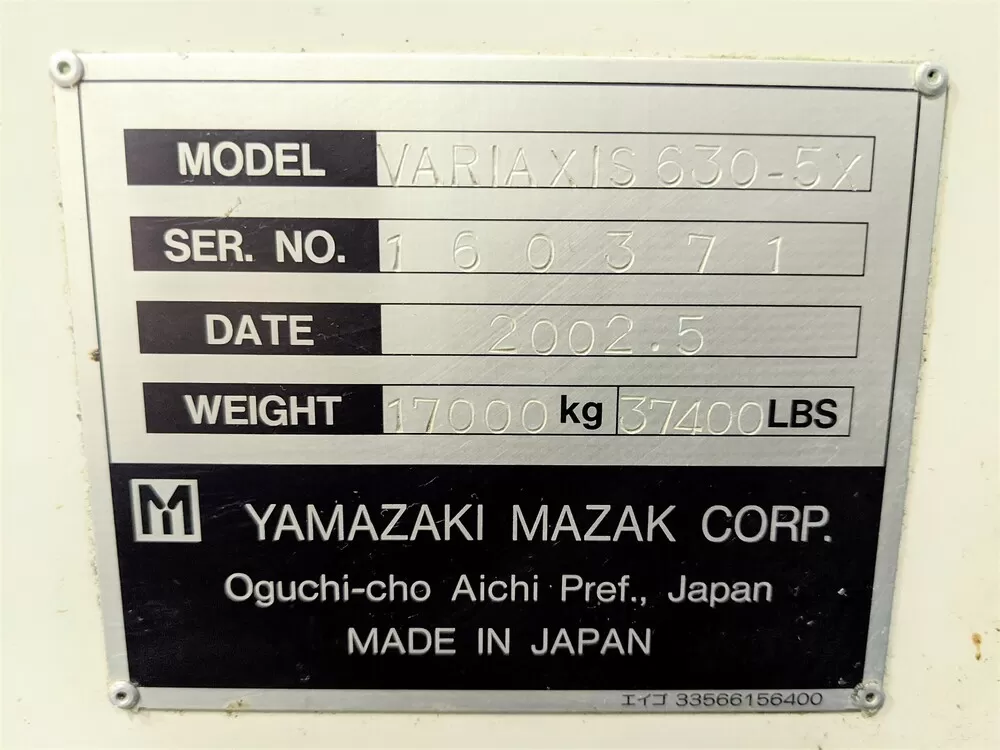 MODEL VARIAXIS 630-5X
SER. NO. 160371
DATE 2002.5
WEIGHT 17000 kg 37400 LBS
M YAMAZAKI MAZAK CORP.
Oguchi-cho Aichi Pref., Japan
MADE IN JAPAN
エイゴ 33566156400